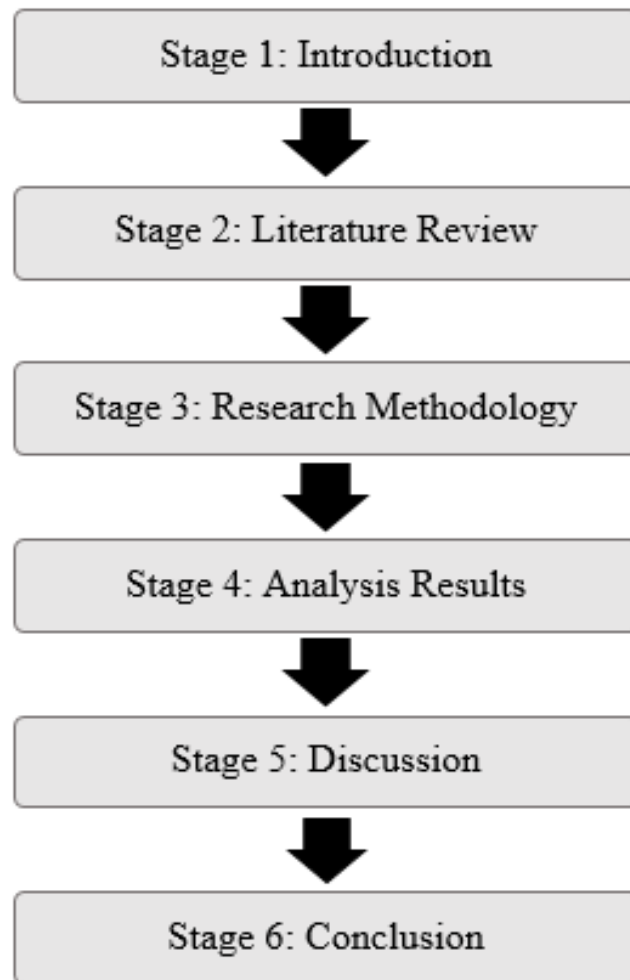 Stage 1: Introduction
Stage 2: Literature Review
Stage 3: Research Methodology
Stage 4: Analysis Results
Stage 5: Discussion
Stage 6: Conclusion